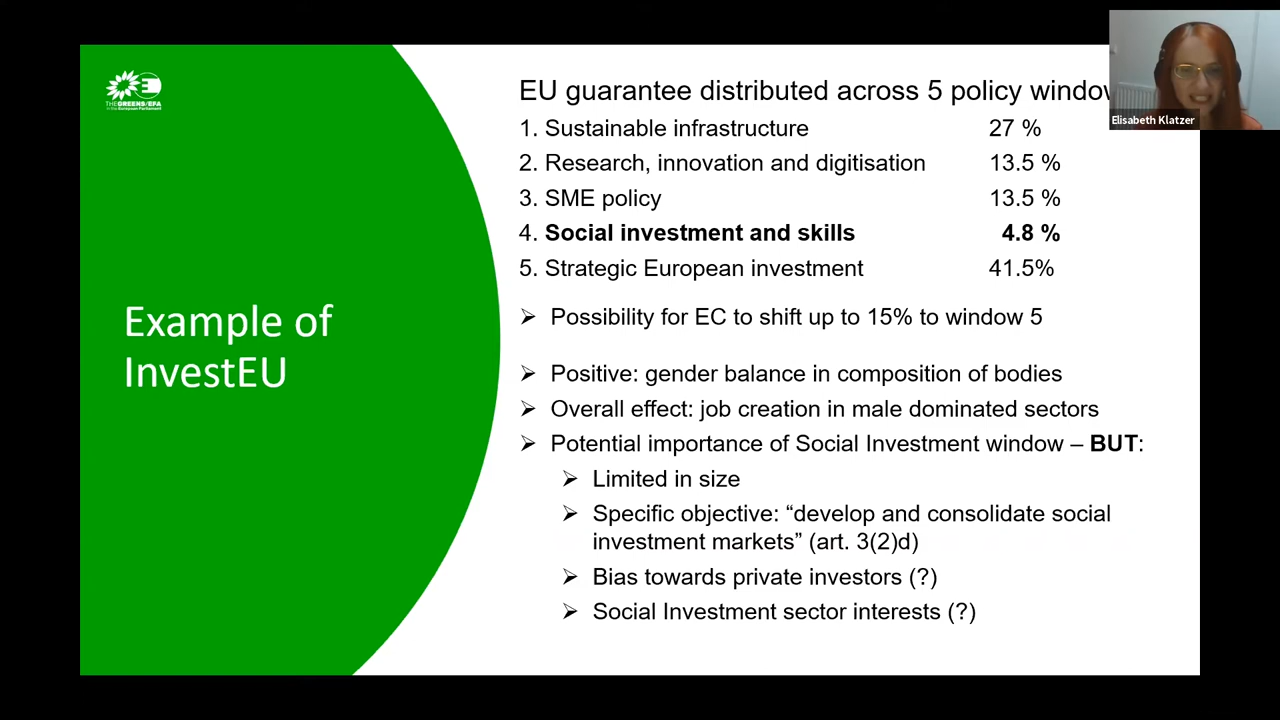 THE GREENS/EFA
in the European Parliament
Example of
InvestEU
EU guarantee distributed across 5 policy window
1. Sustainable infrastructure 27 %
2. Research, innovation and digitisation 13.5 %
3. SME policy 13.5 %
4. Social investment and skills 4.8 %
5. Strategic European investment 41.5%
➢ Possibility for EC to shift up to 15% to window 5
➢ Positive: gender balance in composition of bodies
➢ Overall effect: job creation in male dominated sectors
➢ Potential importance of Social Investment window – BUT:
➢ Limited in size
➢ Specific objective: “develop and consolidate social
investment markets” (art. 3(2)d)
➢ Bias towards private investors (?)
➢ Social Investment sector interests (?)
Elisabeth Klatzer